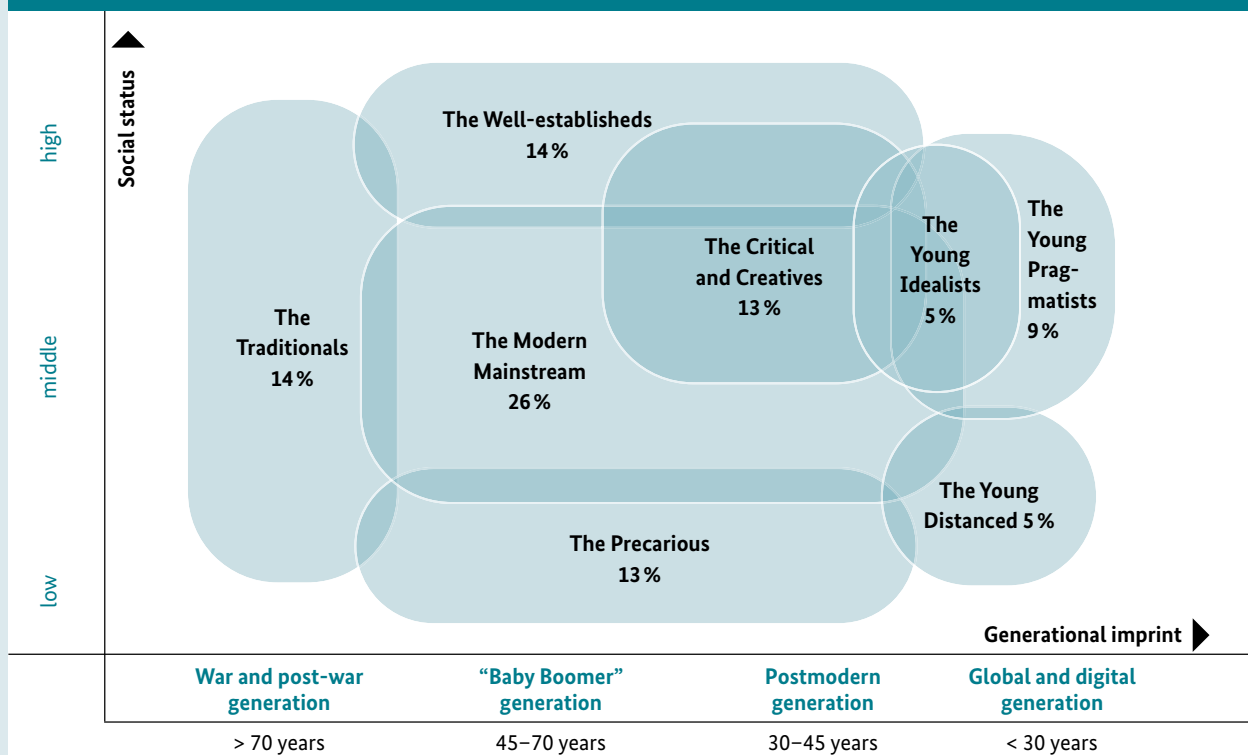 Social status
high
middle
low
The Well-establisheds
14 %
The Critical
and Creatives
13 %
The
Young
Idealists
5 %
The
Young
Prag-
matists
9 %
The
Traditionals
14 %
The Modern
Mainstream
26 %
The Young
Distanced 5 %
The Precarious
13 %
Generational imprint
War and post-war
generation
“Baby Boomer”
generation
Postmodern
generation
Global and digital
generation
> 70 years
45–70 years
30–45 years
< 30 years